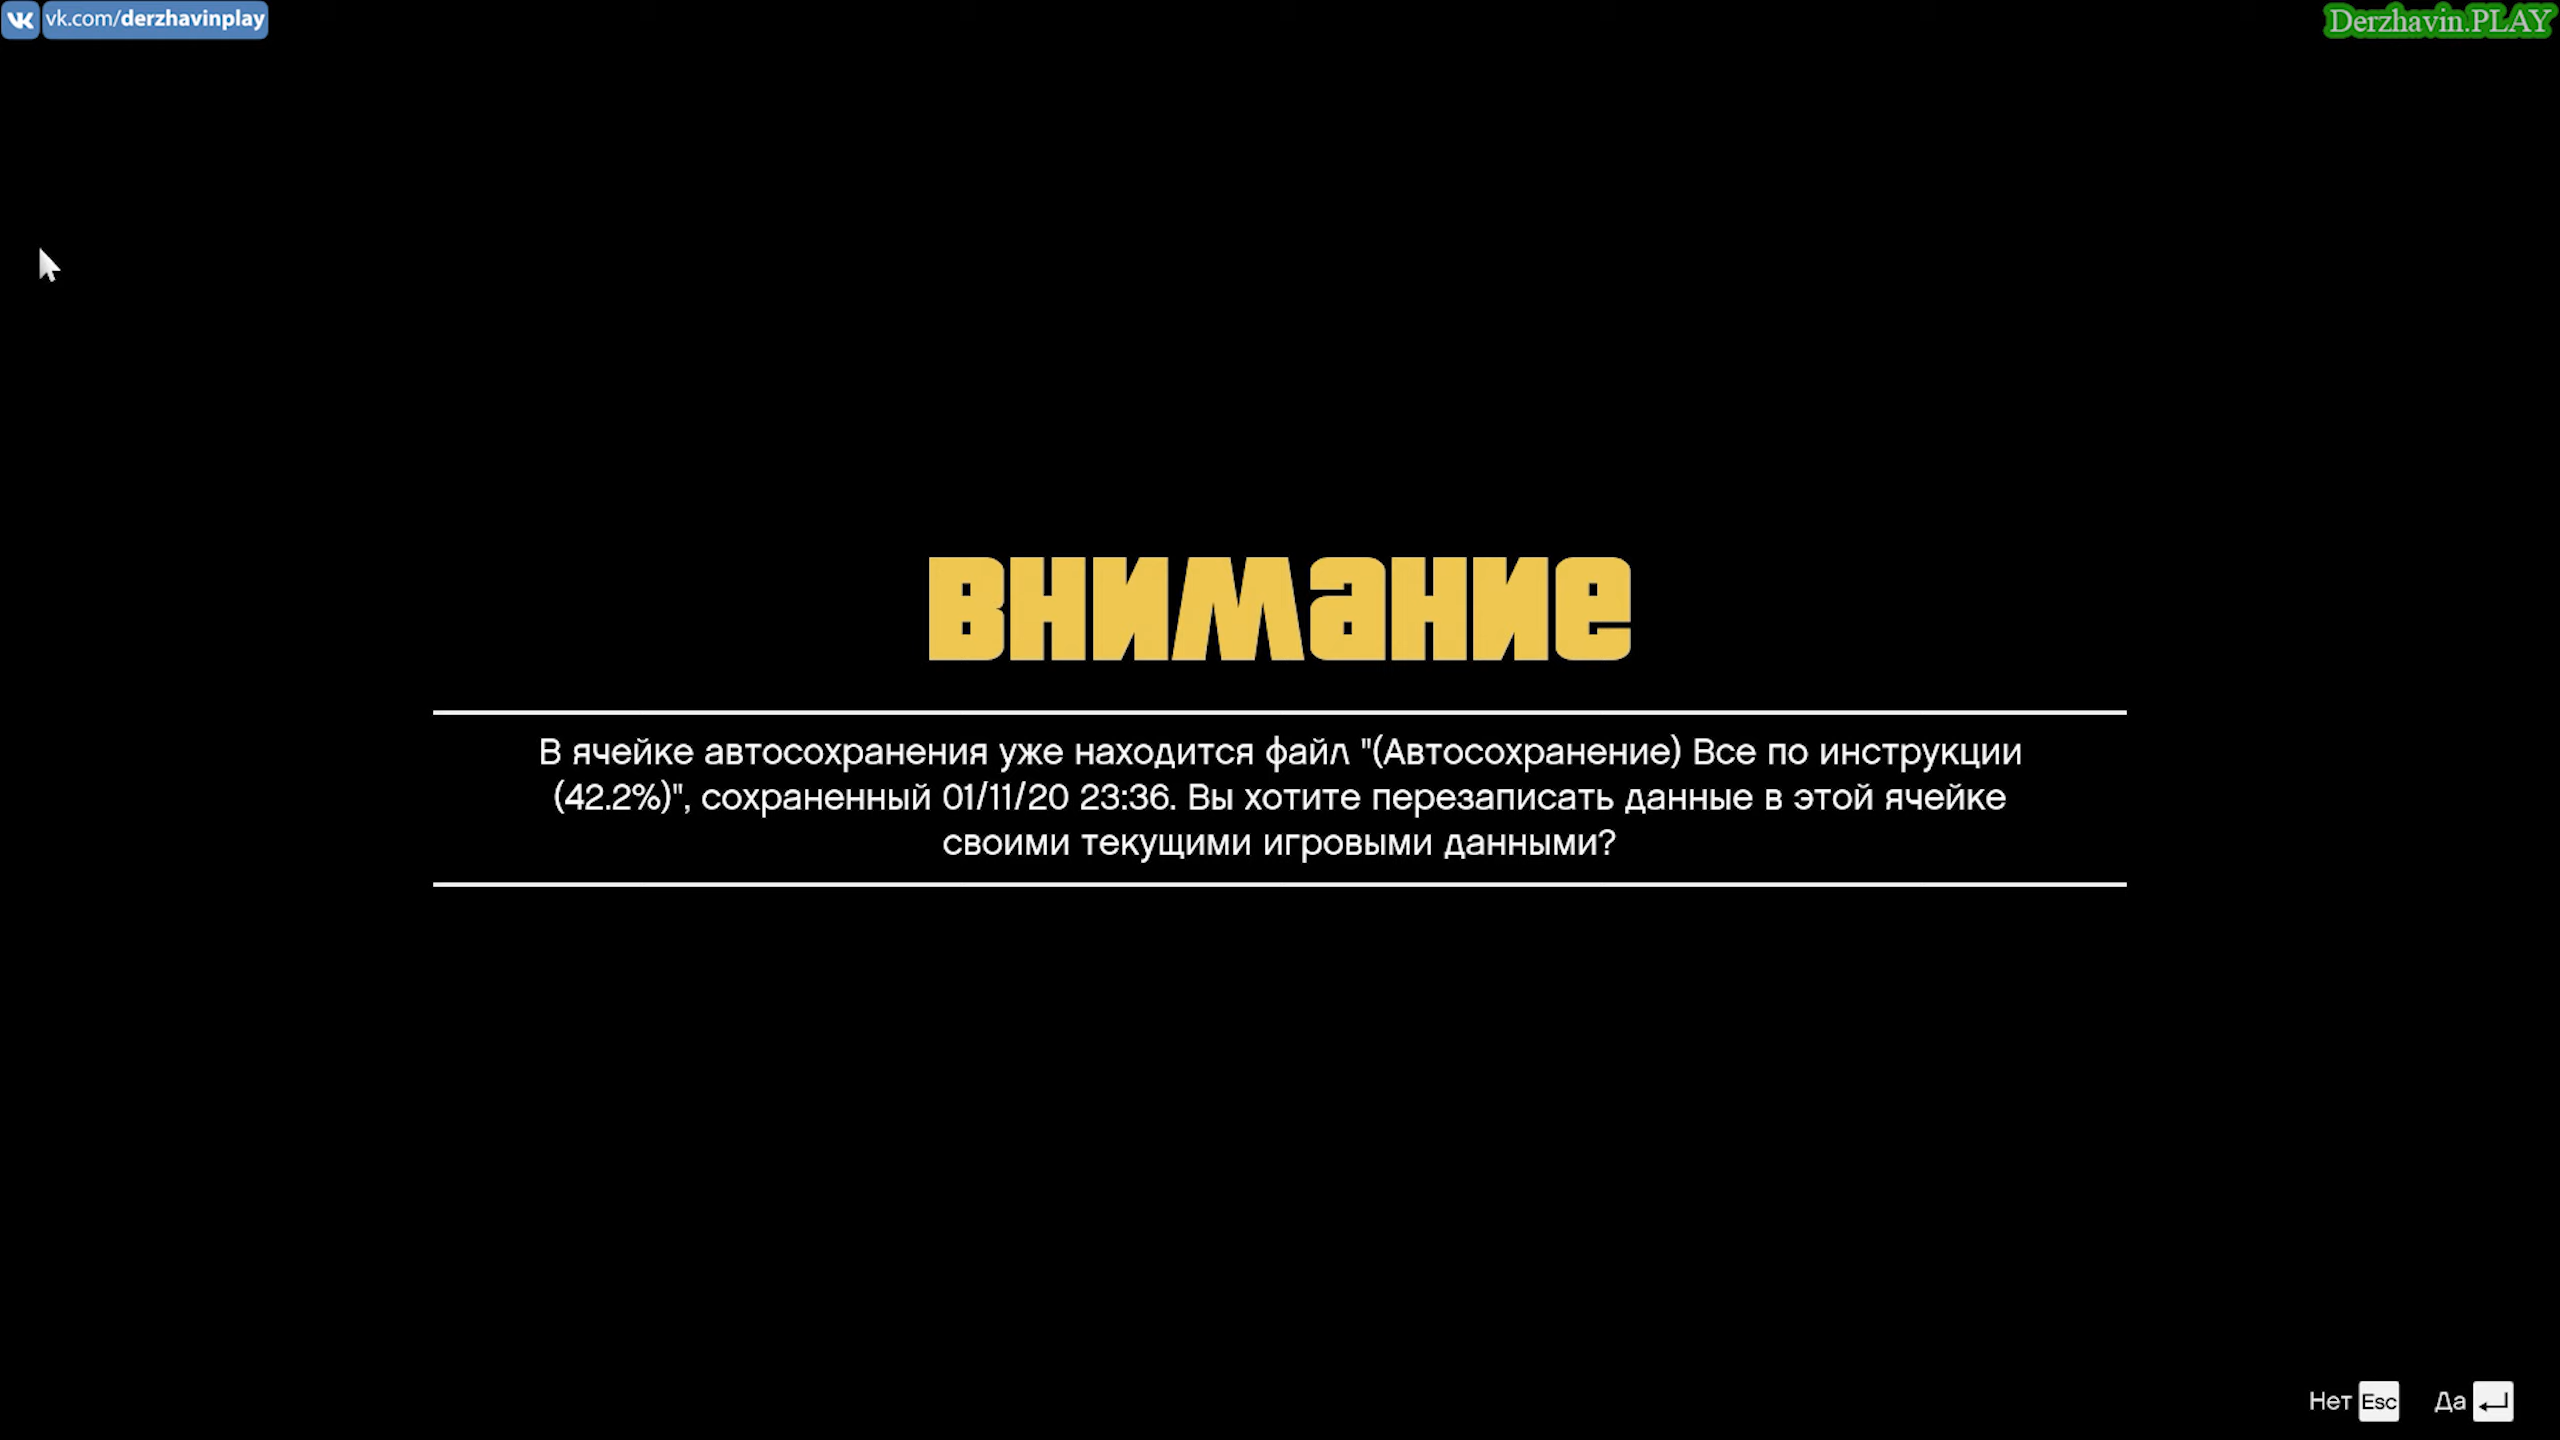 vk.com/derzhavinplay
Derzhavin.PLAY
внимание
В ячейке автосохранения уже находится файл "(Автосохранение) Все по инструкции
(42.2%)", сохраненный 01/11/20 23:36. Вы хотите перезаписать данные в этой ячейке
своими текущими игровыми данными?
Нет Esc Да